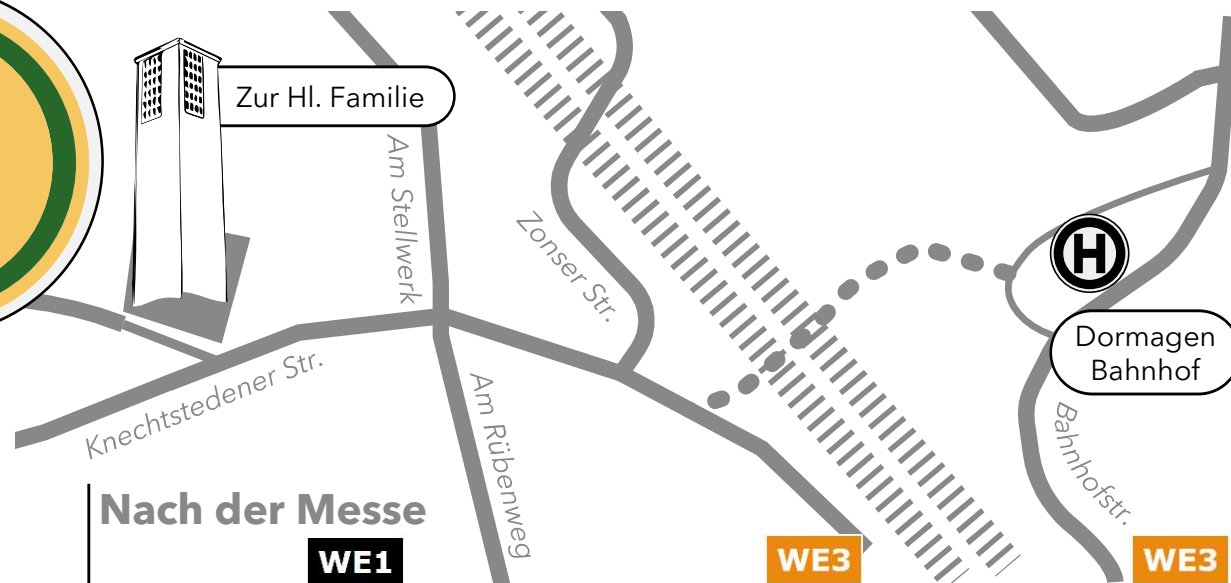 Zur Hl. Familie
Am Stellwerk
Zonser Str.
H
Dormagen
Bahnhof
Knechtstedener Str.
Am Rübenweg
Bahnhofstr.
Nach der Messe
WE1
WE3
WE3